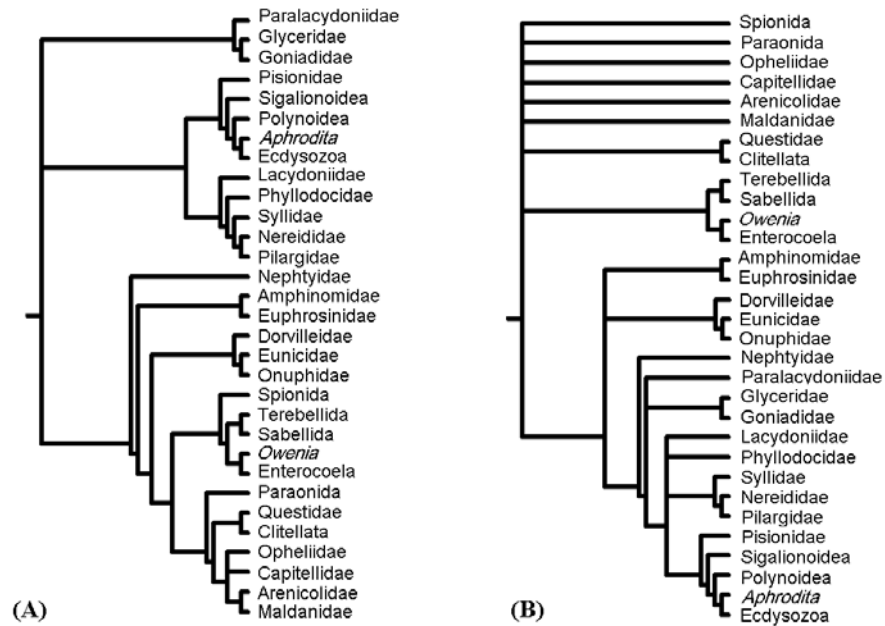 Paralacydoniidae
Glyceridae
Goniadidae
Pisionidae
Sigalionoidea
Polynoidea
Aphrodita
Ecdysozoa
Lacydoniidae
Phyllodocidae
Syllidae
Nereididae
Pilargidae
Nephtyidae
Amphinomidae
Euphrosinidae
Dorvilleidae
Eunicidae
Onuphidae
Spionida
Terebellida
Sabellida
Owenia
Enterocoela
Paraonida
Questidae
Clitellata
Opheliidae
Capitellidae
Arenicolidae
Maldanidae
(A)
Spionida
Paraonida
Opheliidae
Capitellidae
Arenicolidae
Maldanidae
Questidae
Clitellata
Terebellida
Sabellida
Owenia
Enterocoela
Amphinomidae
Euphrosinidae
Dorvilleidae
Eunicidae
Onuphidae
Nephtyidae
Paralacydoniidae
Glyceridae
Goniadidae
Lacydoniidae
Phyllodocidae
Syllidae
Nereididae
Pilargidae
Pisionidae
Sigalionoidea
Polynoidea
Aphrodita
Ecdysozoa
(B)